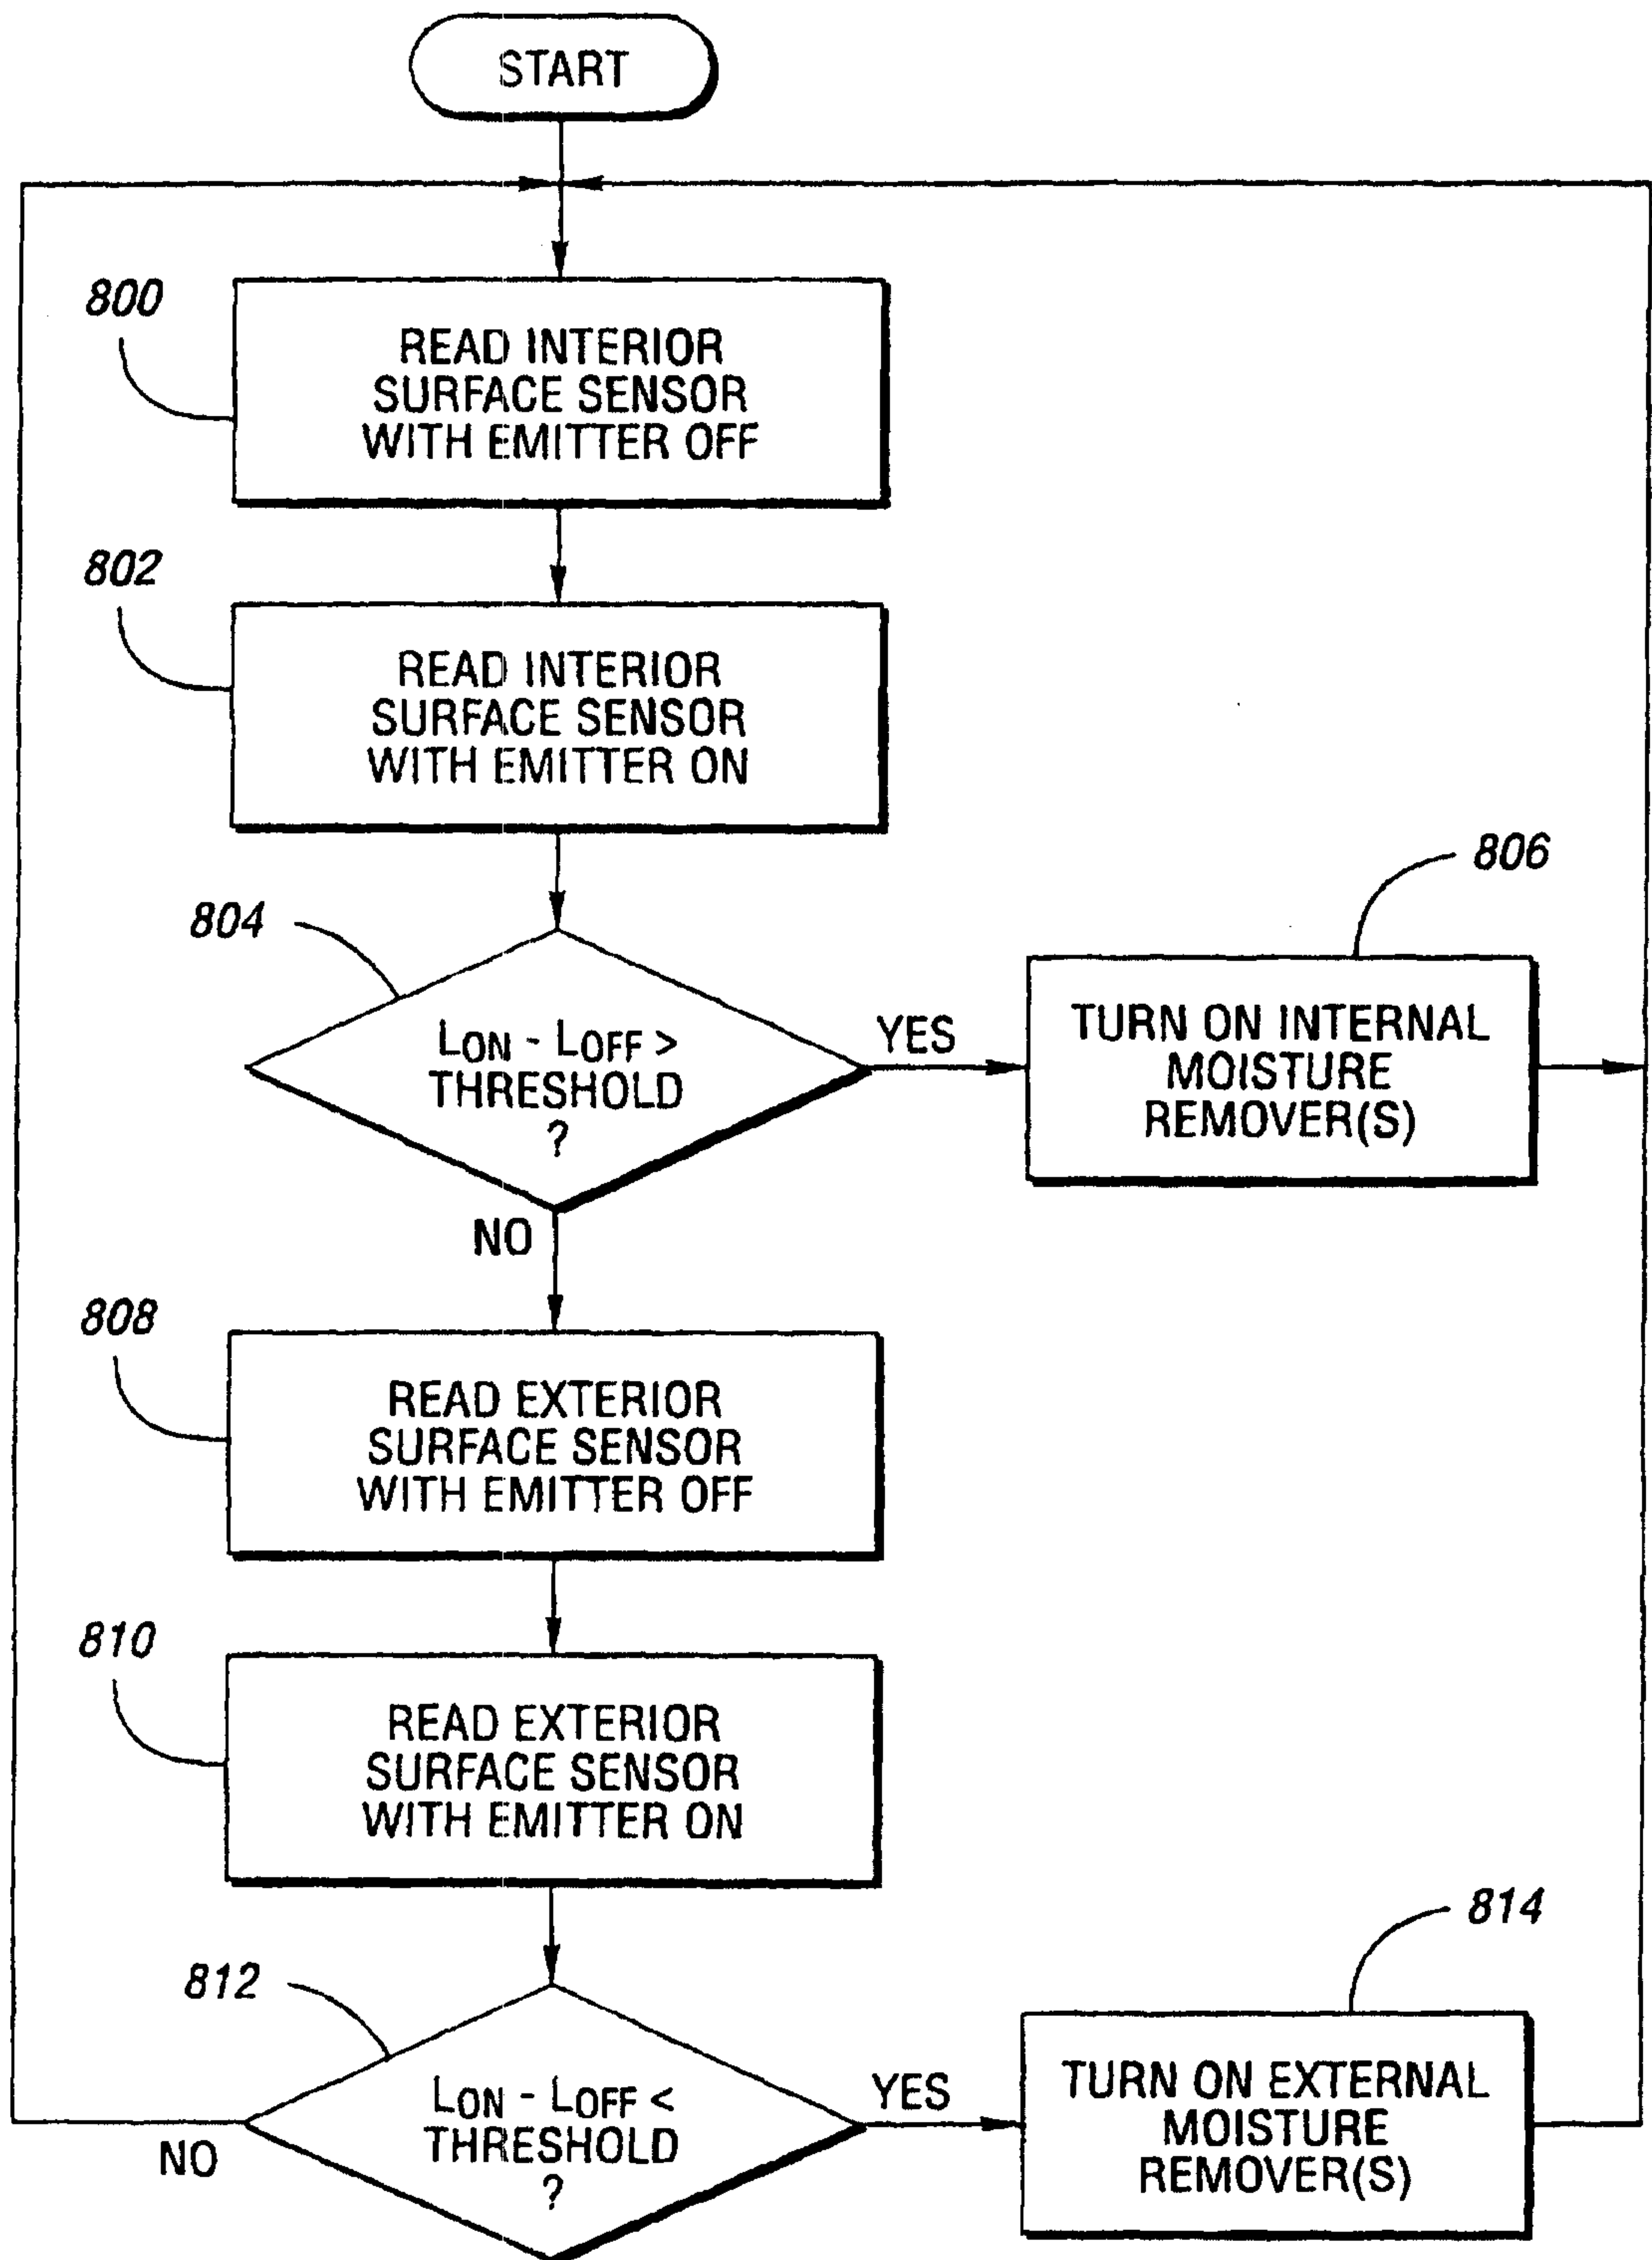 START
800
READ INTERIOR
SURFACE SENSOR
WITH EMITTER OFF
802
READ INTERIOR
SURFACE SENSOR
WITH EMITTER ON
804
LON - LOFF >
THRESHOLD
?
YES
806
TURN ON INTERNAL
MOISTURE
REMOVER(S)
NO
808
READ EXTERIOR
SURFACE SENSOR
WITH EMITTER OFF
810
READ EXTERIOR
SURFACE SENSOR
WITH EMITTER ON
812
LON - LOFF <
THRESHOLD
?
YES
814
TURN ON EXTERNAL
MOISTURE
REMOVER(S)
NO